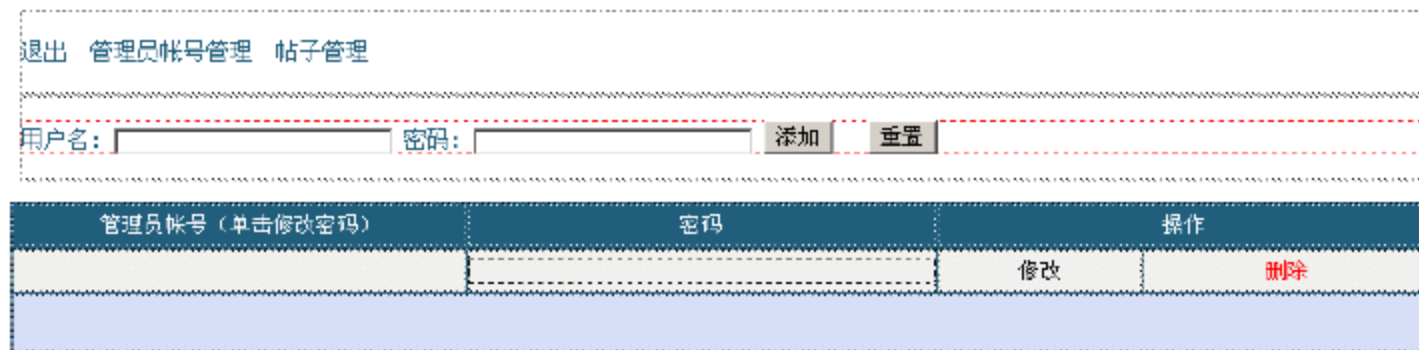 退出 管理员帐号管理 帖子管理
用户名： 密码： 添加 重置
管理员帐号（单击修改密码） 密码 操作
修改 删除